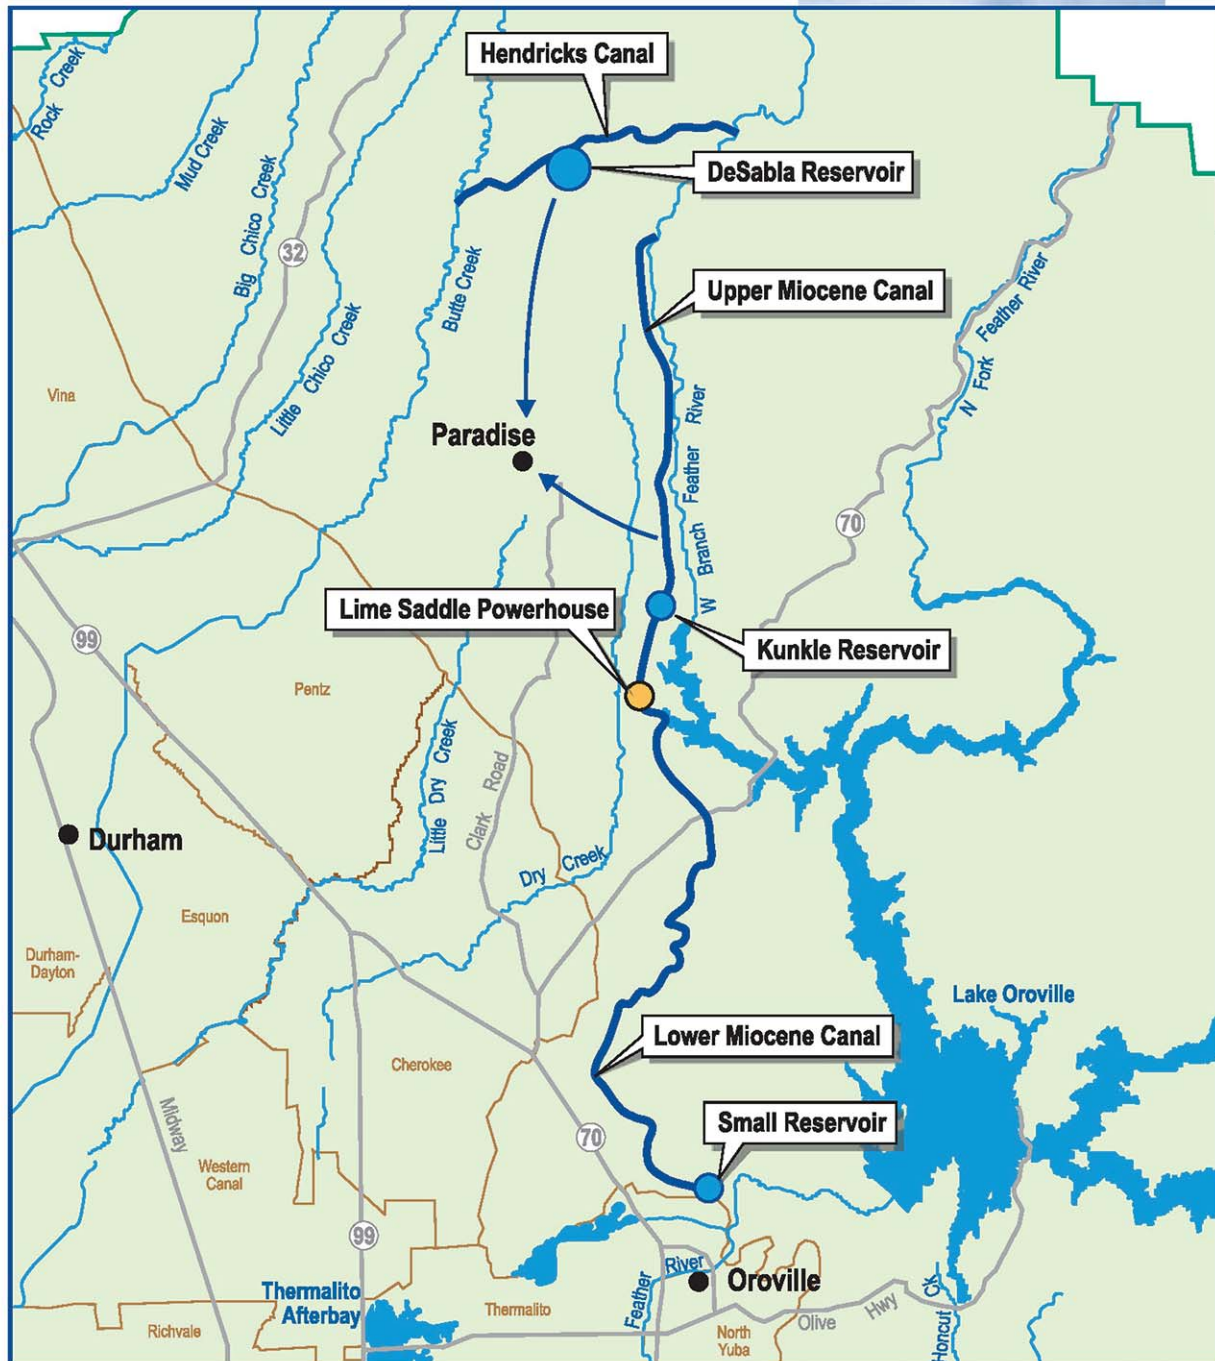 Hendricks Canal
Rock Creek
Mud Creek
DeSabla Reservoir
Big Chico Creek
32
Butte Creek
Upper Miocene Canal
N Fork Feather River
Little Chico Creek
Vina
Paradise
W Branch Feather River
70
Lime Saddle Powerhouse
99
Kunkle Reservoir
Pentz
Little Dry Creek
Clark Road
Durham
Dry Creek
Esquon
Durham-
Dayton
Lake Oroville
Lower Miocene Canal
Cherokee
Small Reservoir
Midway
70
Western
Canal
99
River
Feather
Oroville
Thermalito
Afterbay
Thermalito
Olive Hwy
Honcut Ck
Richvale
North
Yuba